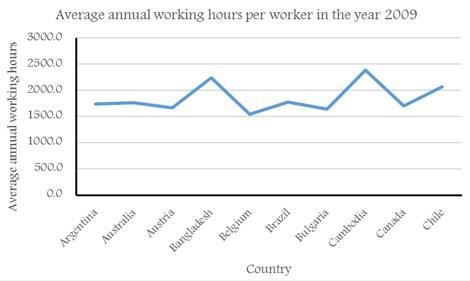 Average annual working hours per worker in the year 2009
Average annual working hours
3000.0
2500.0
2000.0
1500.0
1000.0
500.0
0.0
Argentina
Australia
Austria
Bangladesh
Belgium
Brazil
Bulgaria
Cambodia
Canada
Chile
Country